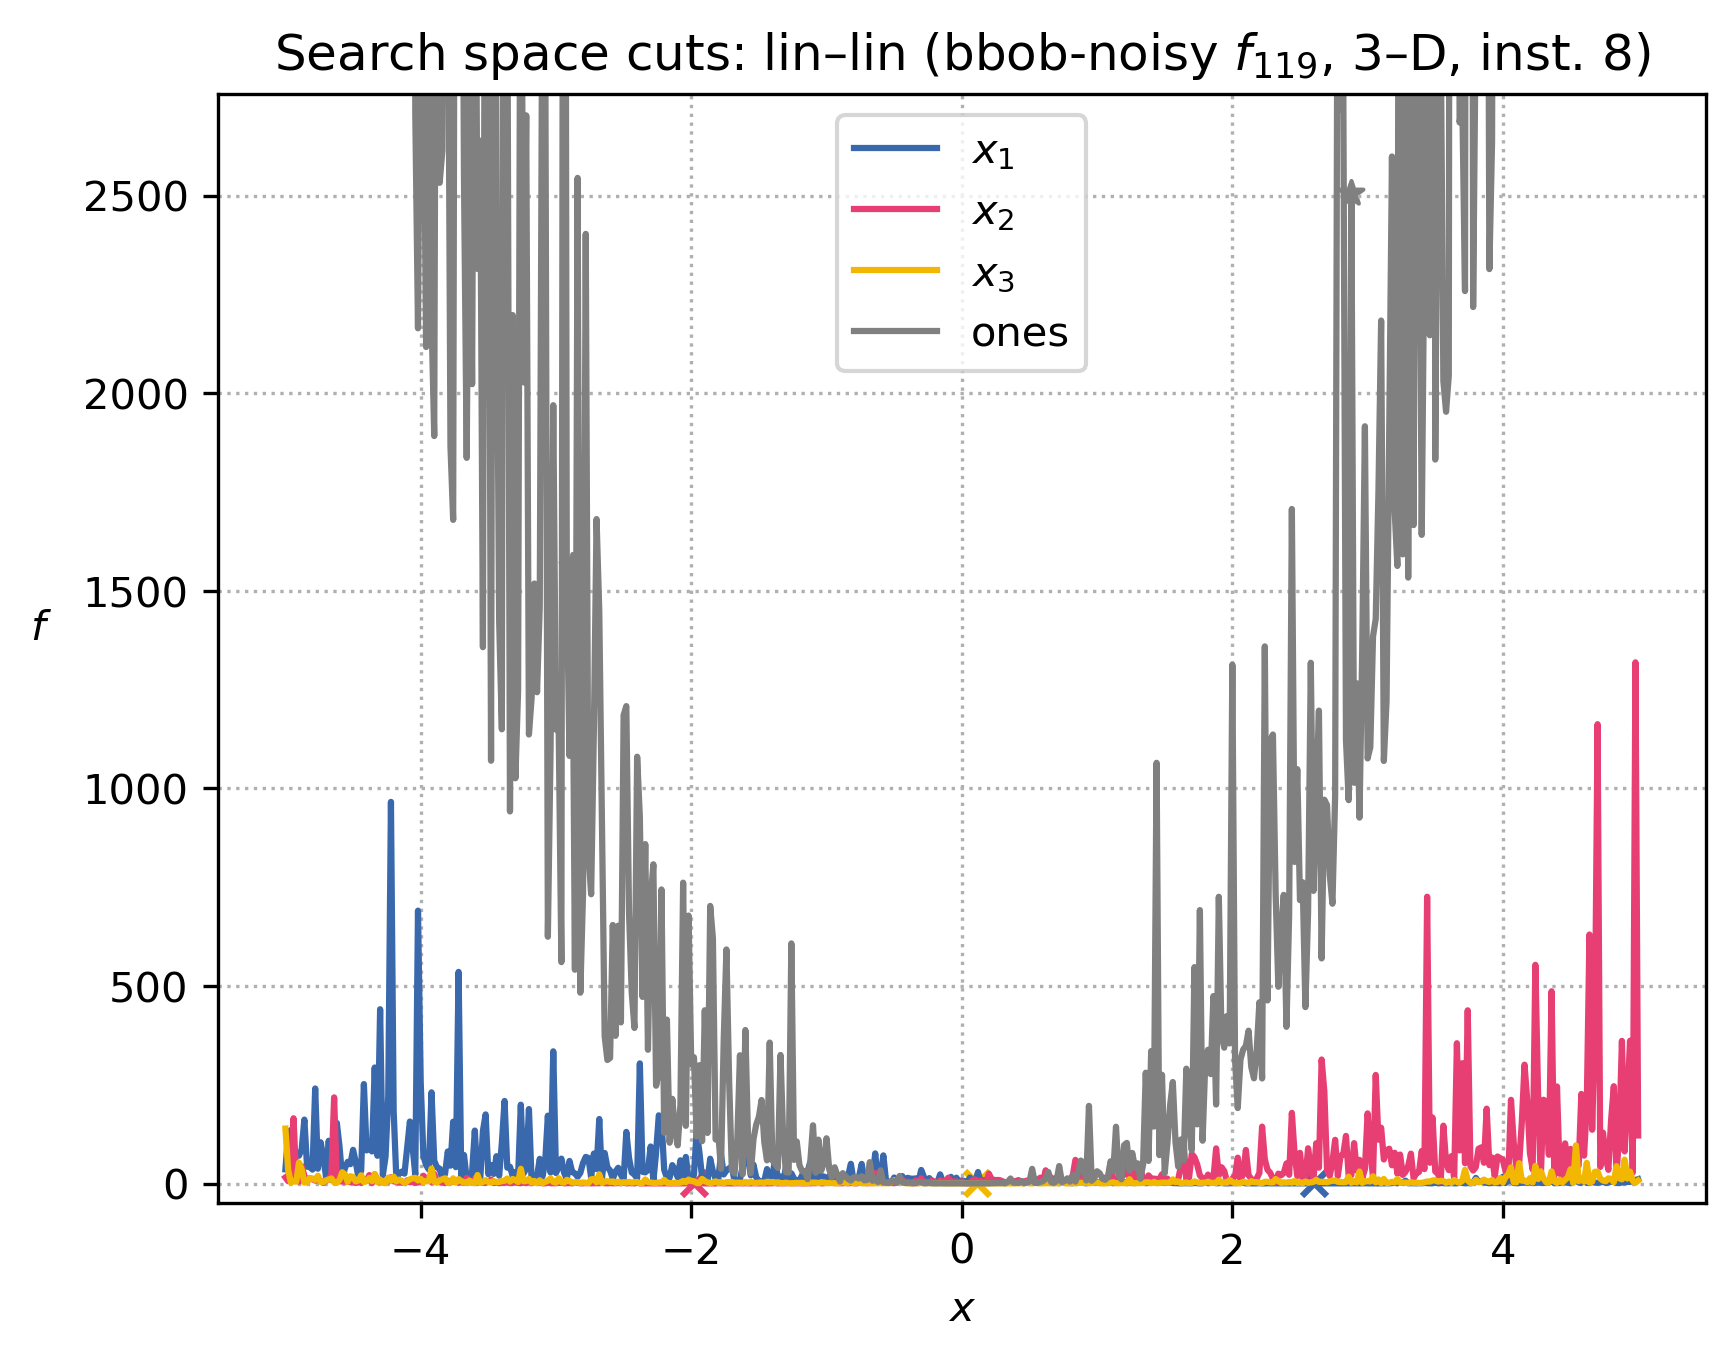 Search space cuts: lin–lin (bbob-noisy f₁₁₉, 3–D, inst. 8)
x₁
x₂
x₃
ones
2500
2000
1500
1000
500
0
f
−4 −2 0 2 4
x